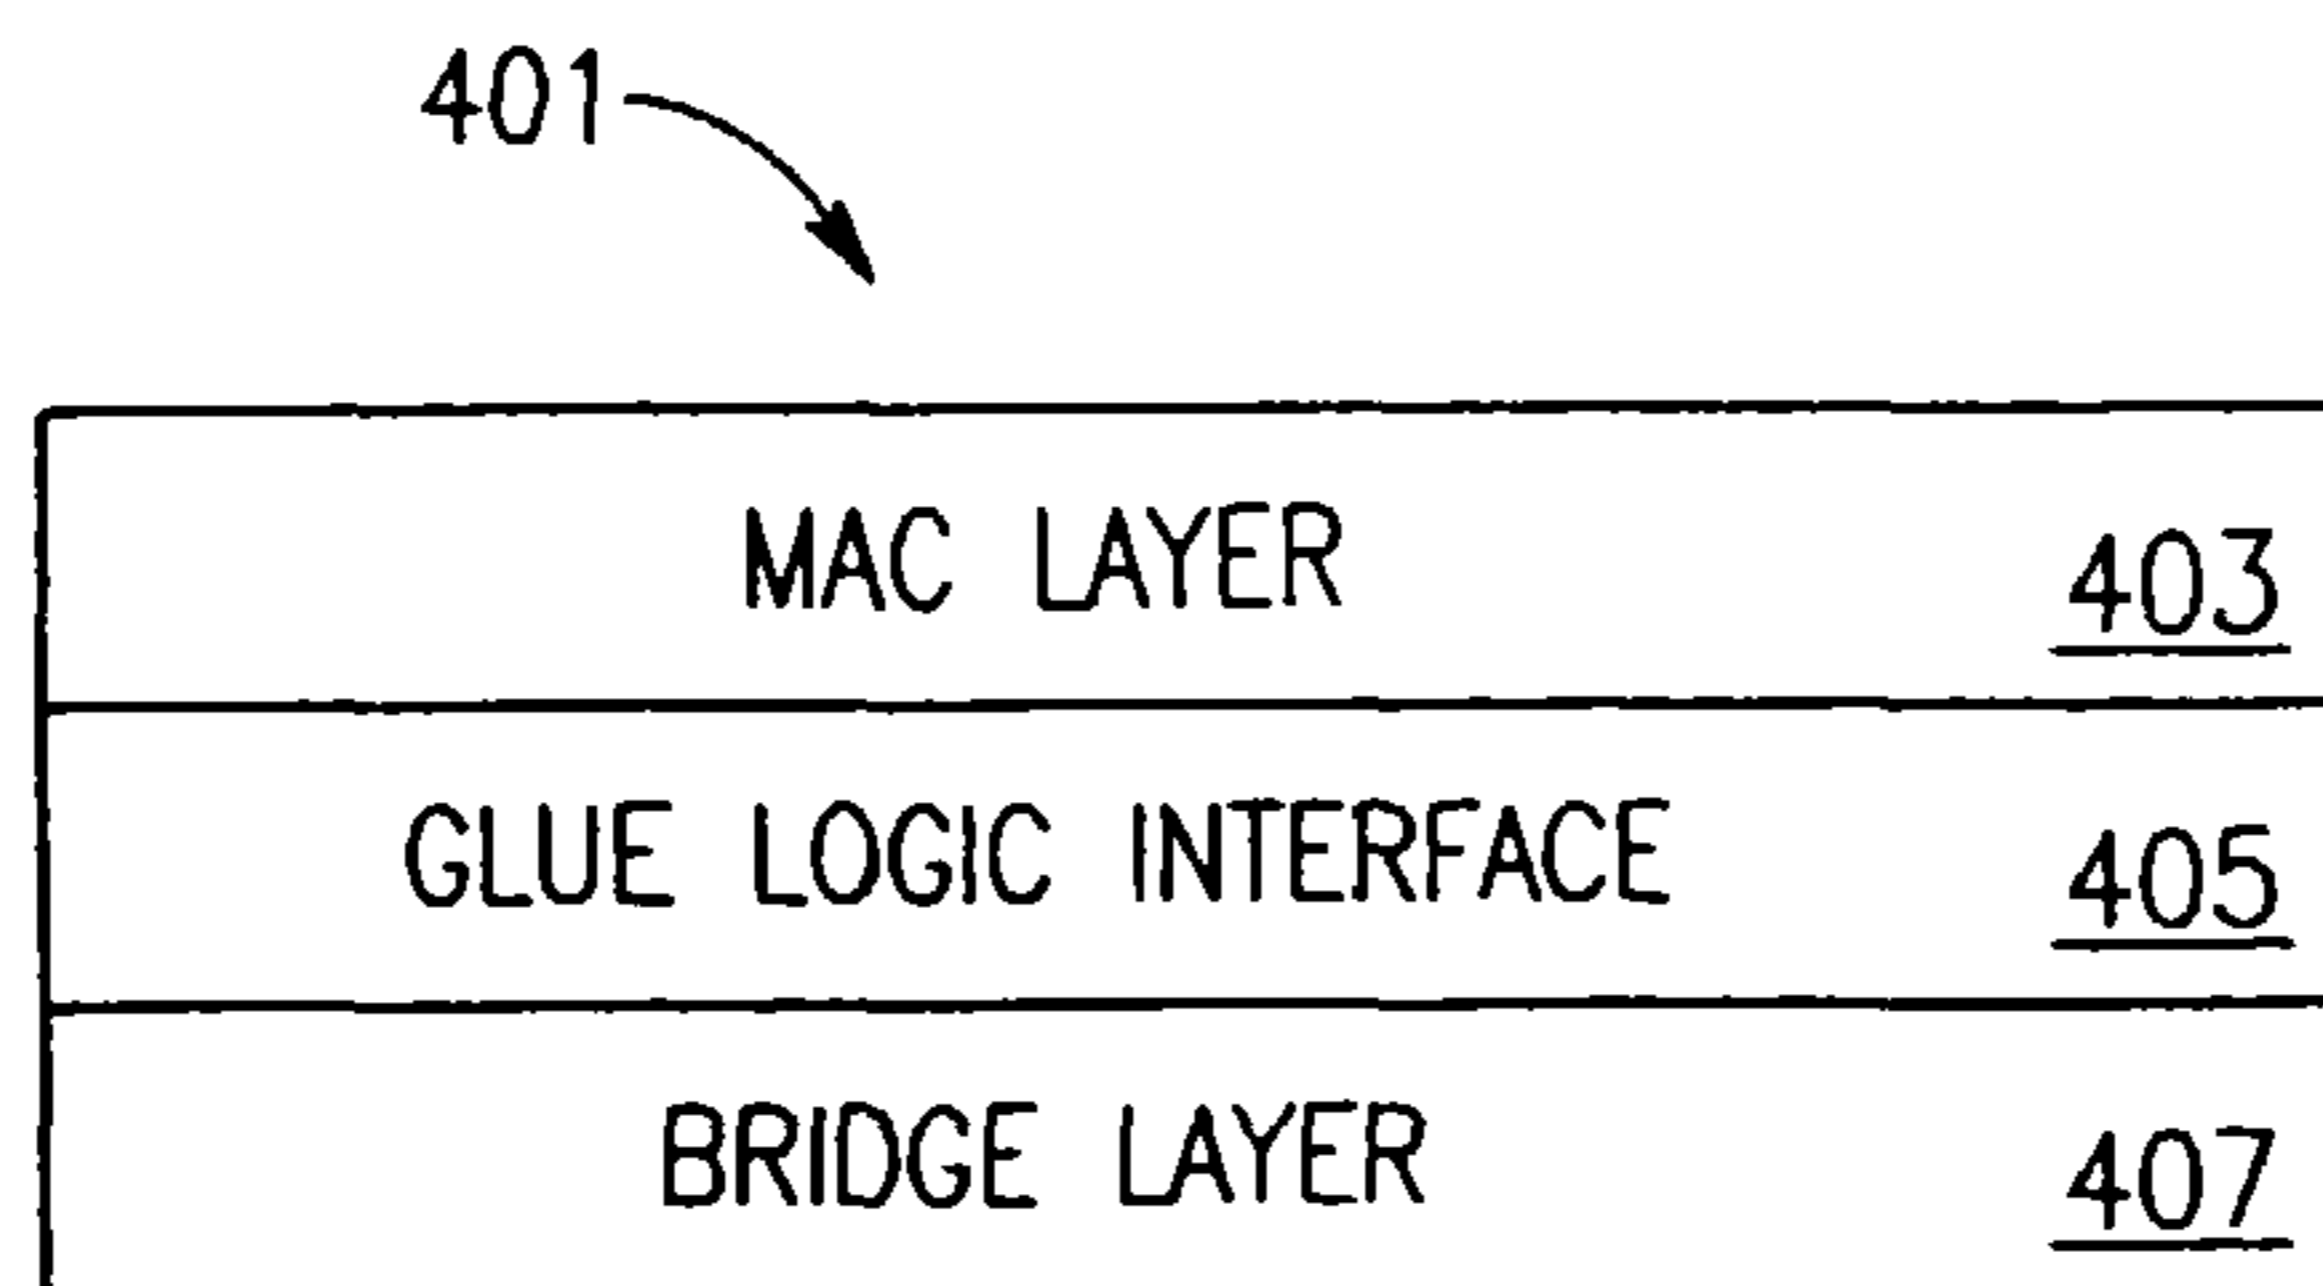 401
MAC LAYER 403
GLUE LOGIC INTERFACE 405
BRIDGE LAYER 407